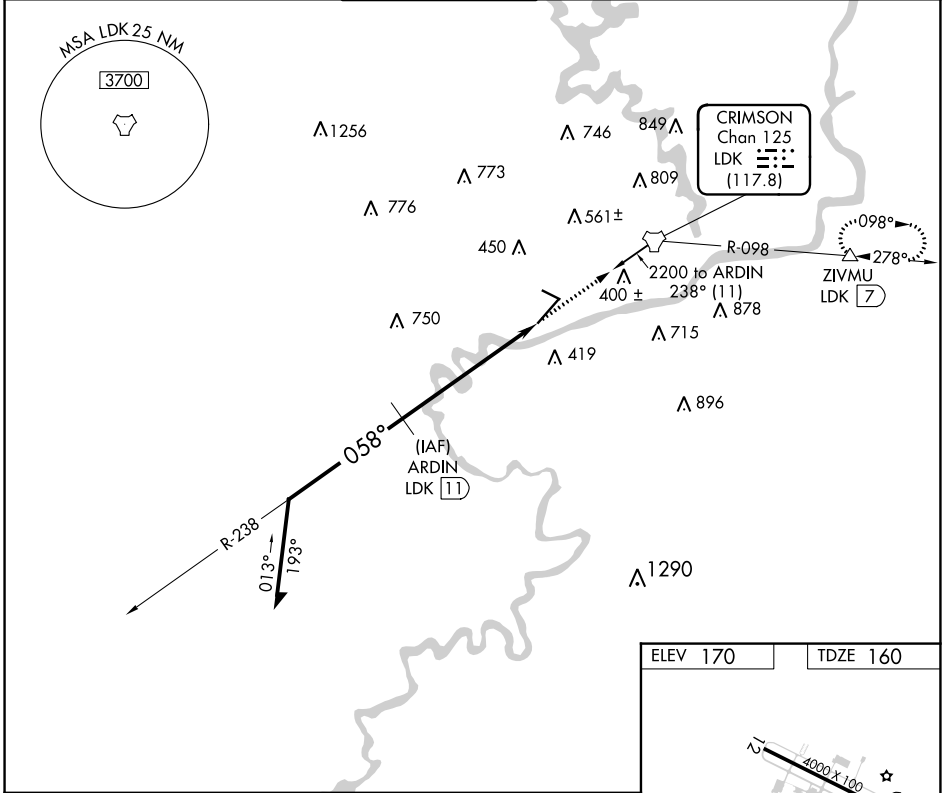 MSA LDK 25 NM
3700
1256
746
849
CRIMSON
Chan 125
LDK
(117.8)
773
809
776
561±
450
R-098
098°
278°
ZIVMU
LDK 7
2200 to ARDIN
238° (11)
400 ±
878
750
715
419
896
058°
(IAF)
ARDIN
LDK 11
R-238
013°
193°
1290
ELEV 170
TDZE 160
12
4000 X 100